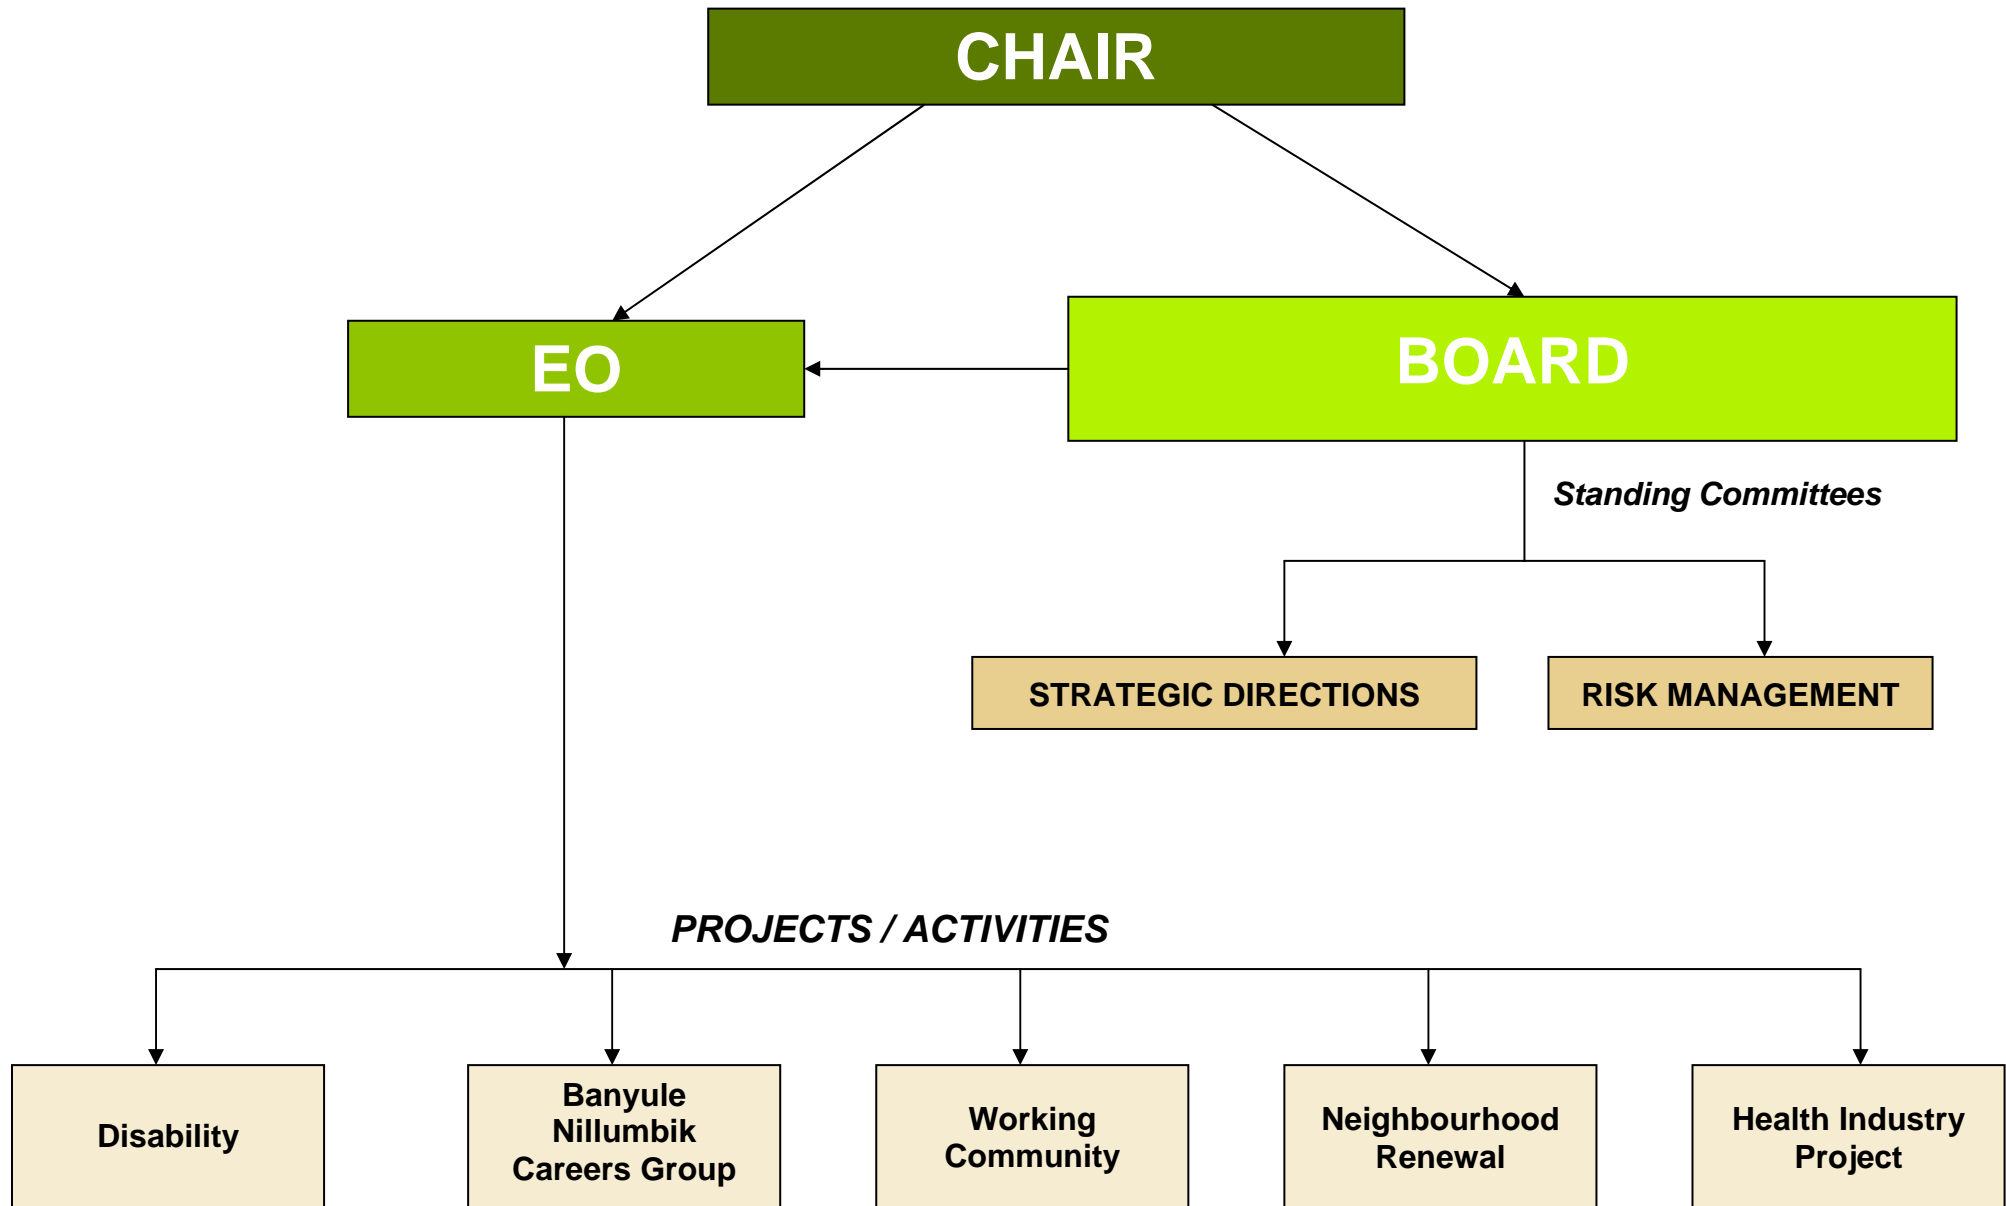 CHAIR
EO
BOARD
Standing Committees
STRATEGIC DIRECTIONS
RISK MANAGEMENT
PROJECTS / ACTIVITIES
Disability
Banyule
Nillumbik
Careers Group
Working
Community
Neighbourhood
Renewal
Health Industry
Project